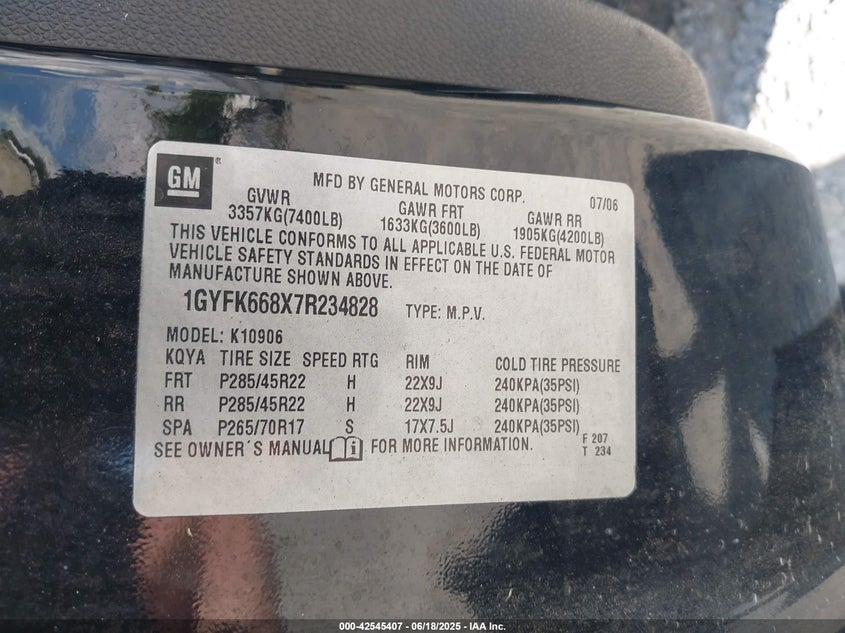 GM ®
MFD BY GENERAL MOTORS CORP. 07/06
GVWR GAWR FRT GAWR RR
3357KG(7400LB) 1633KG(3600LB) 1905KG(4200LB)
THIS VEHICLE CONFORMS TO ALL APPLICABLE U.S. FEDERAL MOTOR
VEHICLE SAFETY STANDARDS IN EFFECT ON THE DATE OF
MANUFACTURE SHOWN ABOVE.
1GYFK668X7R234828 TYPE: M.P.V.
MODEL: K10906
KQYA TIRE SIZE SPEED RTG RIM COLD TIRE PRESSURE
FRT P285/45R22 H 22X9J 240KPA(35PSI)
RR P285/45R22 H 22X9J 240KPA(35PSI)
SPA P265/70R17 S 17X7.5J 240KPA(35PSI)
SEE OWNER´S MANUAL FOR MORE INFORMATION.
F 207
T 234
000-42545407 - 06/18/2025 - IAA Inc.